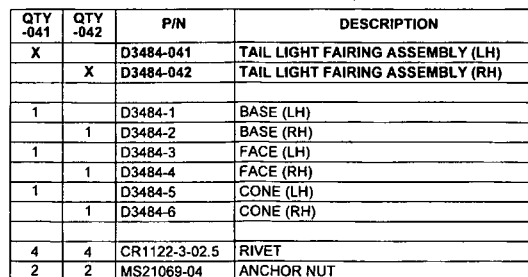 QTY -041 QTY -042 P/N DESCRIPTION
X D3484-041 TAIL LIGHT FAIRING ASSEMBLY (LH)
X D3484-042 TAIL LIGHT FAIRING ASSEMBLY (RH)
1 D3484-1 BASE (LH)
1 D3484-2 BASE (RH)
1 D3484-3 FACE (LH)
1 D3484-4 FACE (RH)
1 D3484-5 CONE (LH)
1 D3484-6 CONE (RH)
4 4 CR1122-3-02.5 RIVET
2 2 MS21069-04 ANCHOR NUT